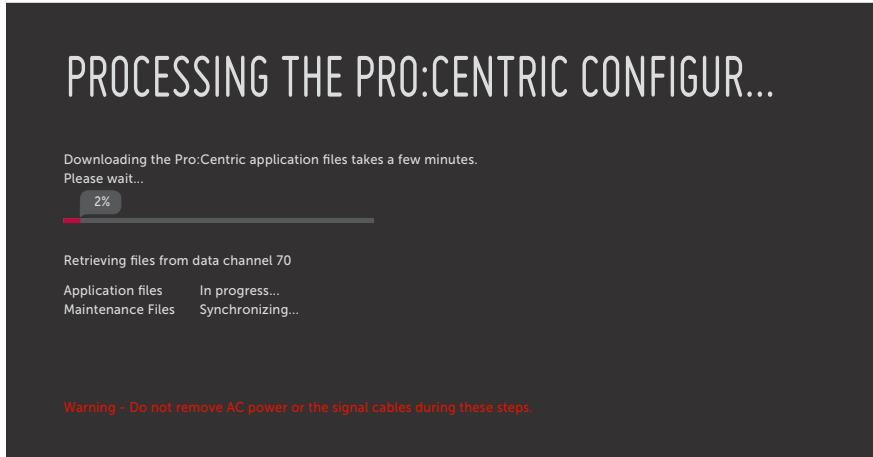 PROCESSING THE PRO:CENTRIC CONFIGUR...
Downloading the Pro:Centric application files takes a few minutes.
Please wait...
2%
Retrieving files from data channel 70
Application files In progress...
Maintenance Files Synchronizing...
Warning - Do not remove AC power or the signal cables during these steps.